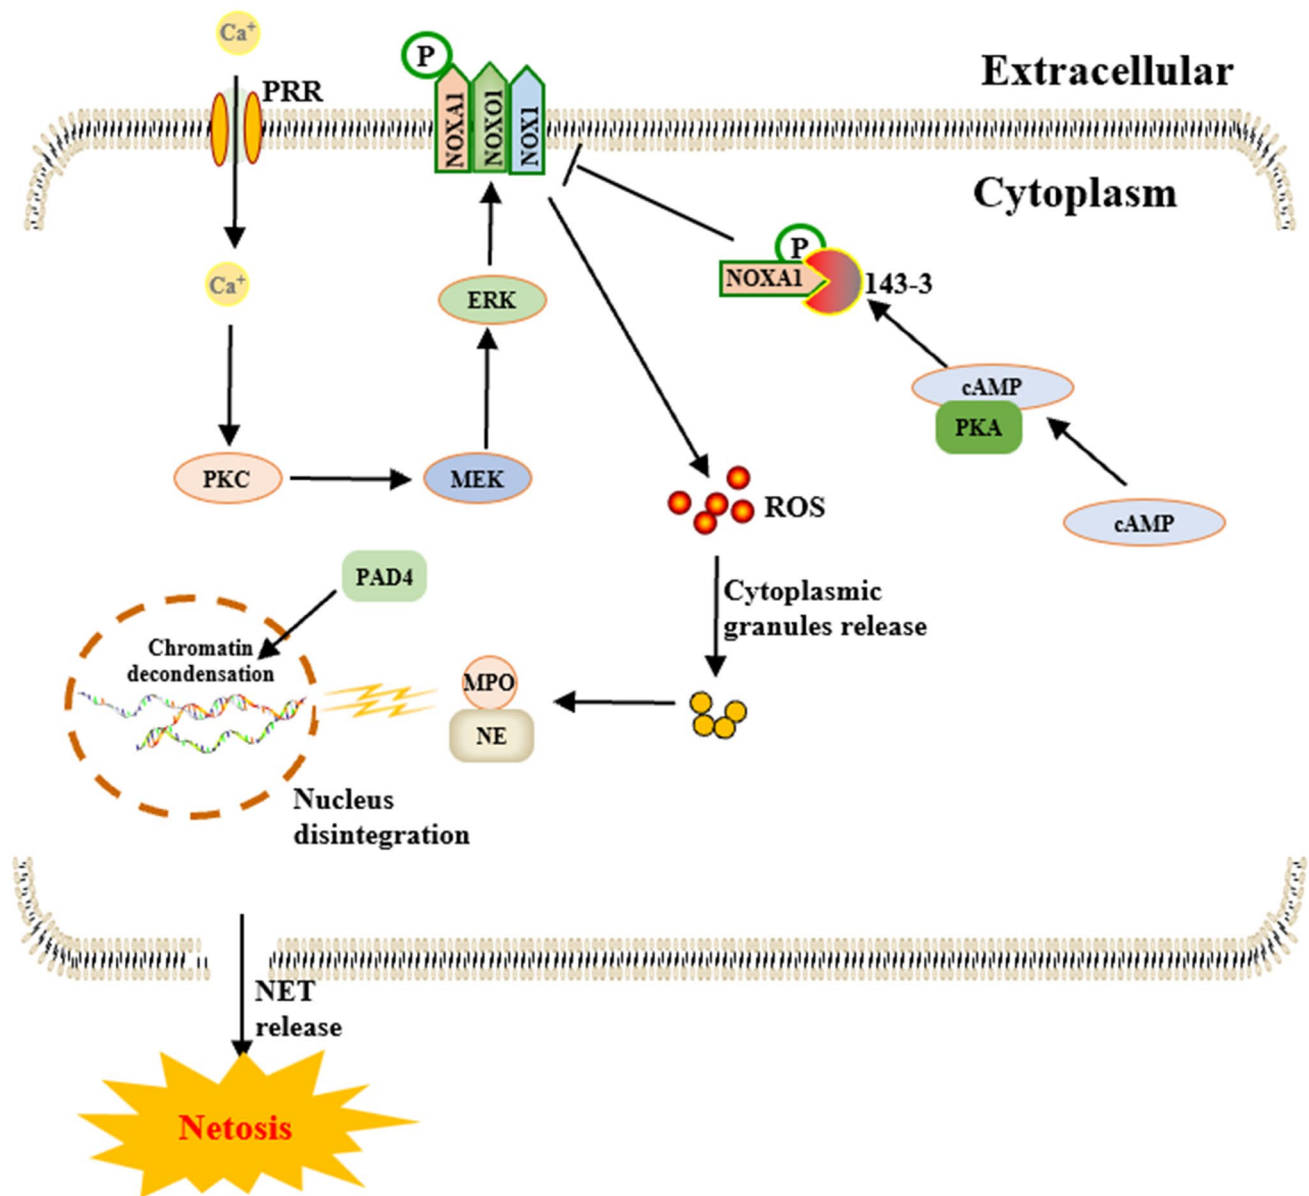 Ca+
PRR
P
NOXA1
NOXO1
NOX1
Extracellular
Cytoplasm
Ca+
ERK
P
NOXA1
143-3
cAMP
PKA
PKC
MEK
ROS
cAMP
PAD4
Cytoplasmic
granules release
Chromatin
decondensation
MPO
NE
Nucleus
disintegration
NET
release
Netosis